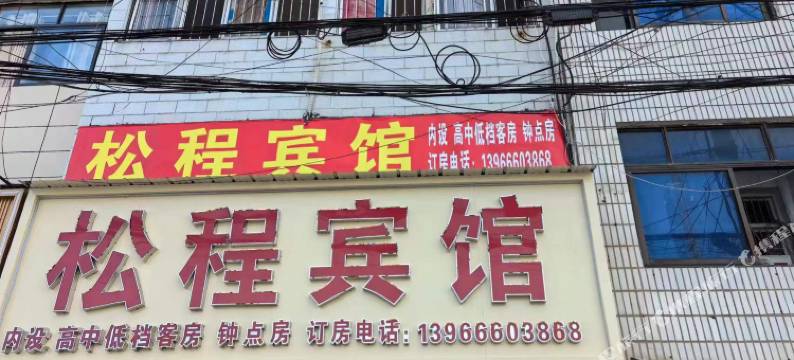 松程宾馆
内设 高中低档客房 钟点房
订房电话：13966603868
松程宾馆
内设 高中低档客房 钟点房 订房电话：13966603868